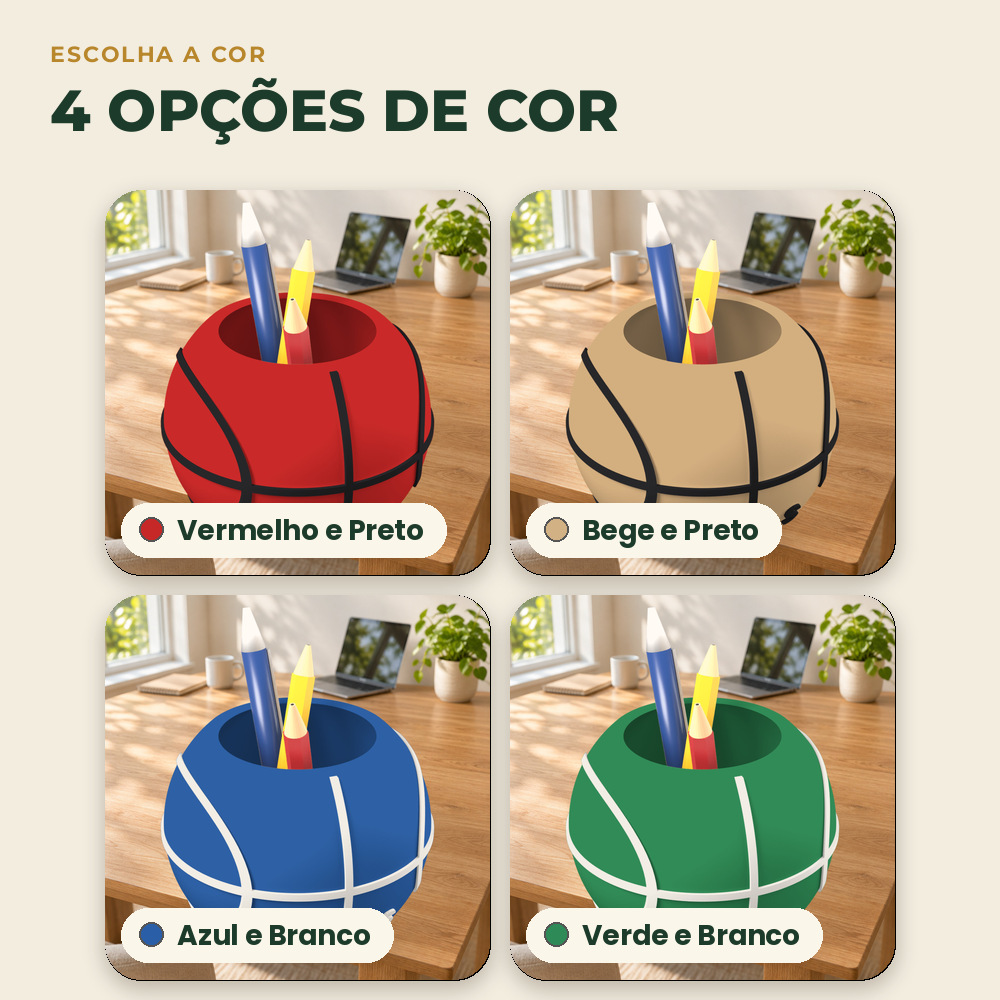 ESCOLHA A COR
4 OPÇÕES DE COR
Vermelho e Preto
Bege e Preto
Azul e Branco
Verde e Branco